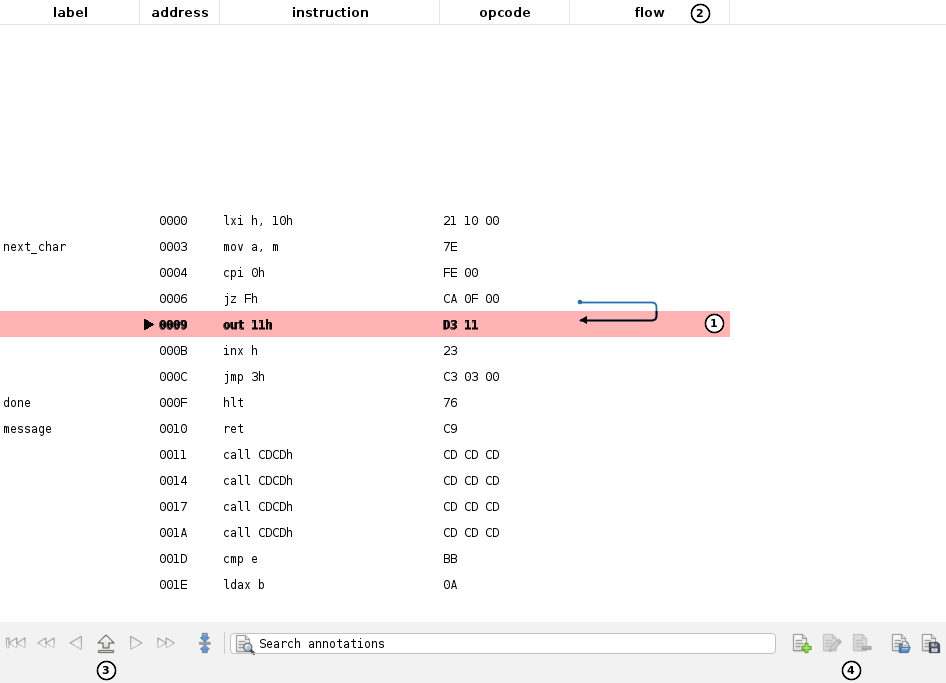 label address instruction opcode flow 2
0000 lxi h, 10h 21 10 00
next_char 0003 mov a, m 7E
0004 cpi 0h FE 00
0006 jz Fh CA 0F 00
0009 out 11h D3 11 1
000B inx h 23
000C jmp 3h C3 03 00
done 000F hlt 76
message 0010 ret C9
0011 call CDCDh CD CD CD
0014 call CDCDh CD CD CD
0017 call CDCDh CD CD CD
001A call CDCDh CD CD CD
001D cmp e BB
001E ldax b 0A
Search annotations
3 4